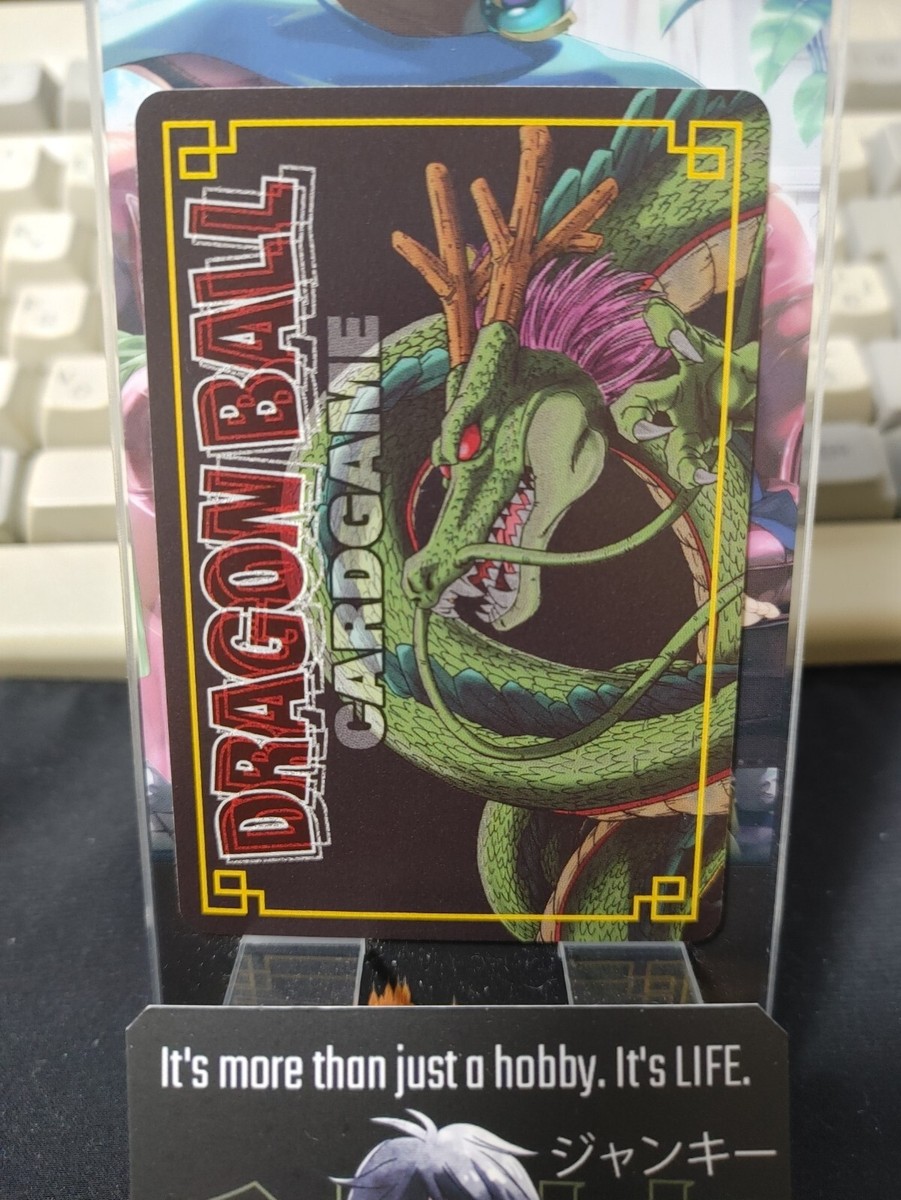 DRAGON BALL
CARDGAME
It's more than just a hobby. It's LIFE.
ジャンキー